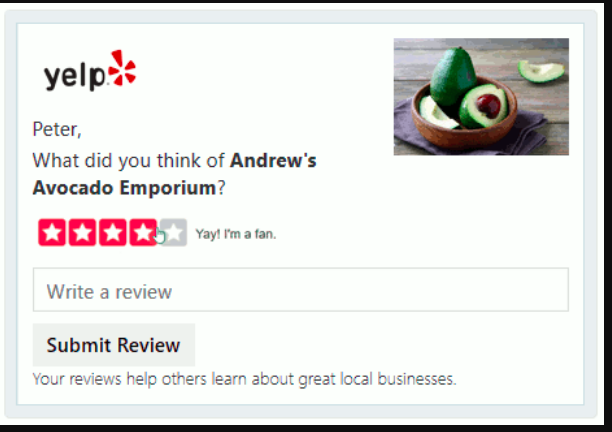 yelp
Peter,
What did you think of Andrew's
Avocado Emporium?
Yay! I'm a fan.
Write a review
Submit Review
Your reviews help others learn about great local businesses.